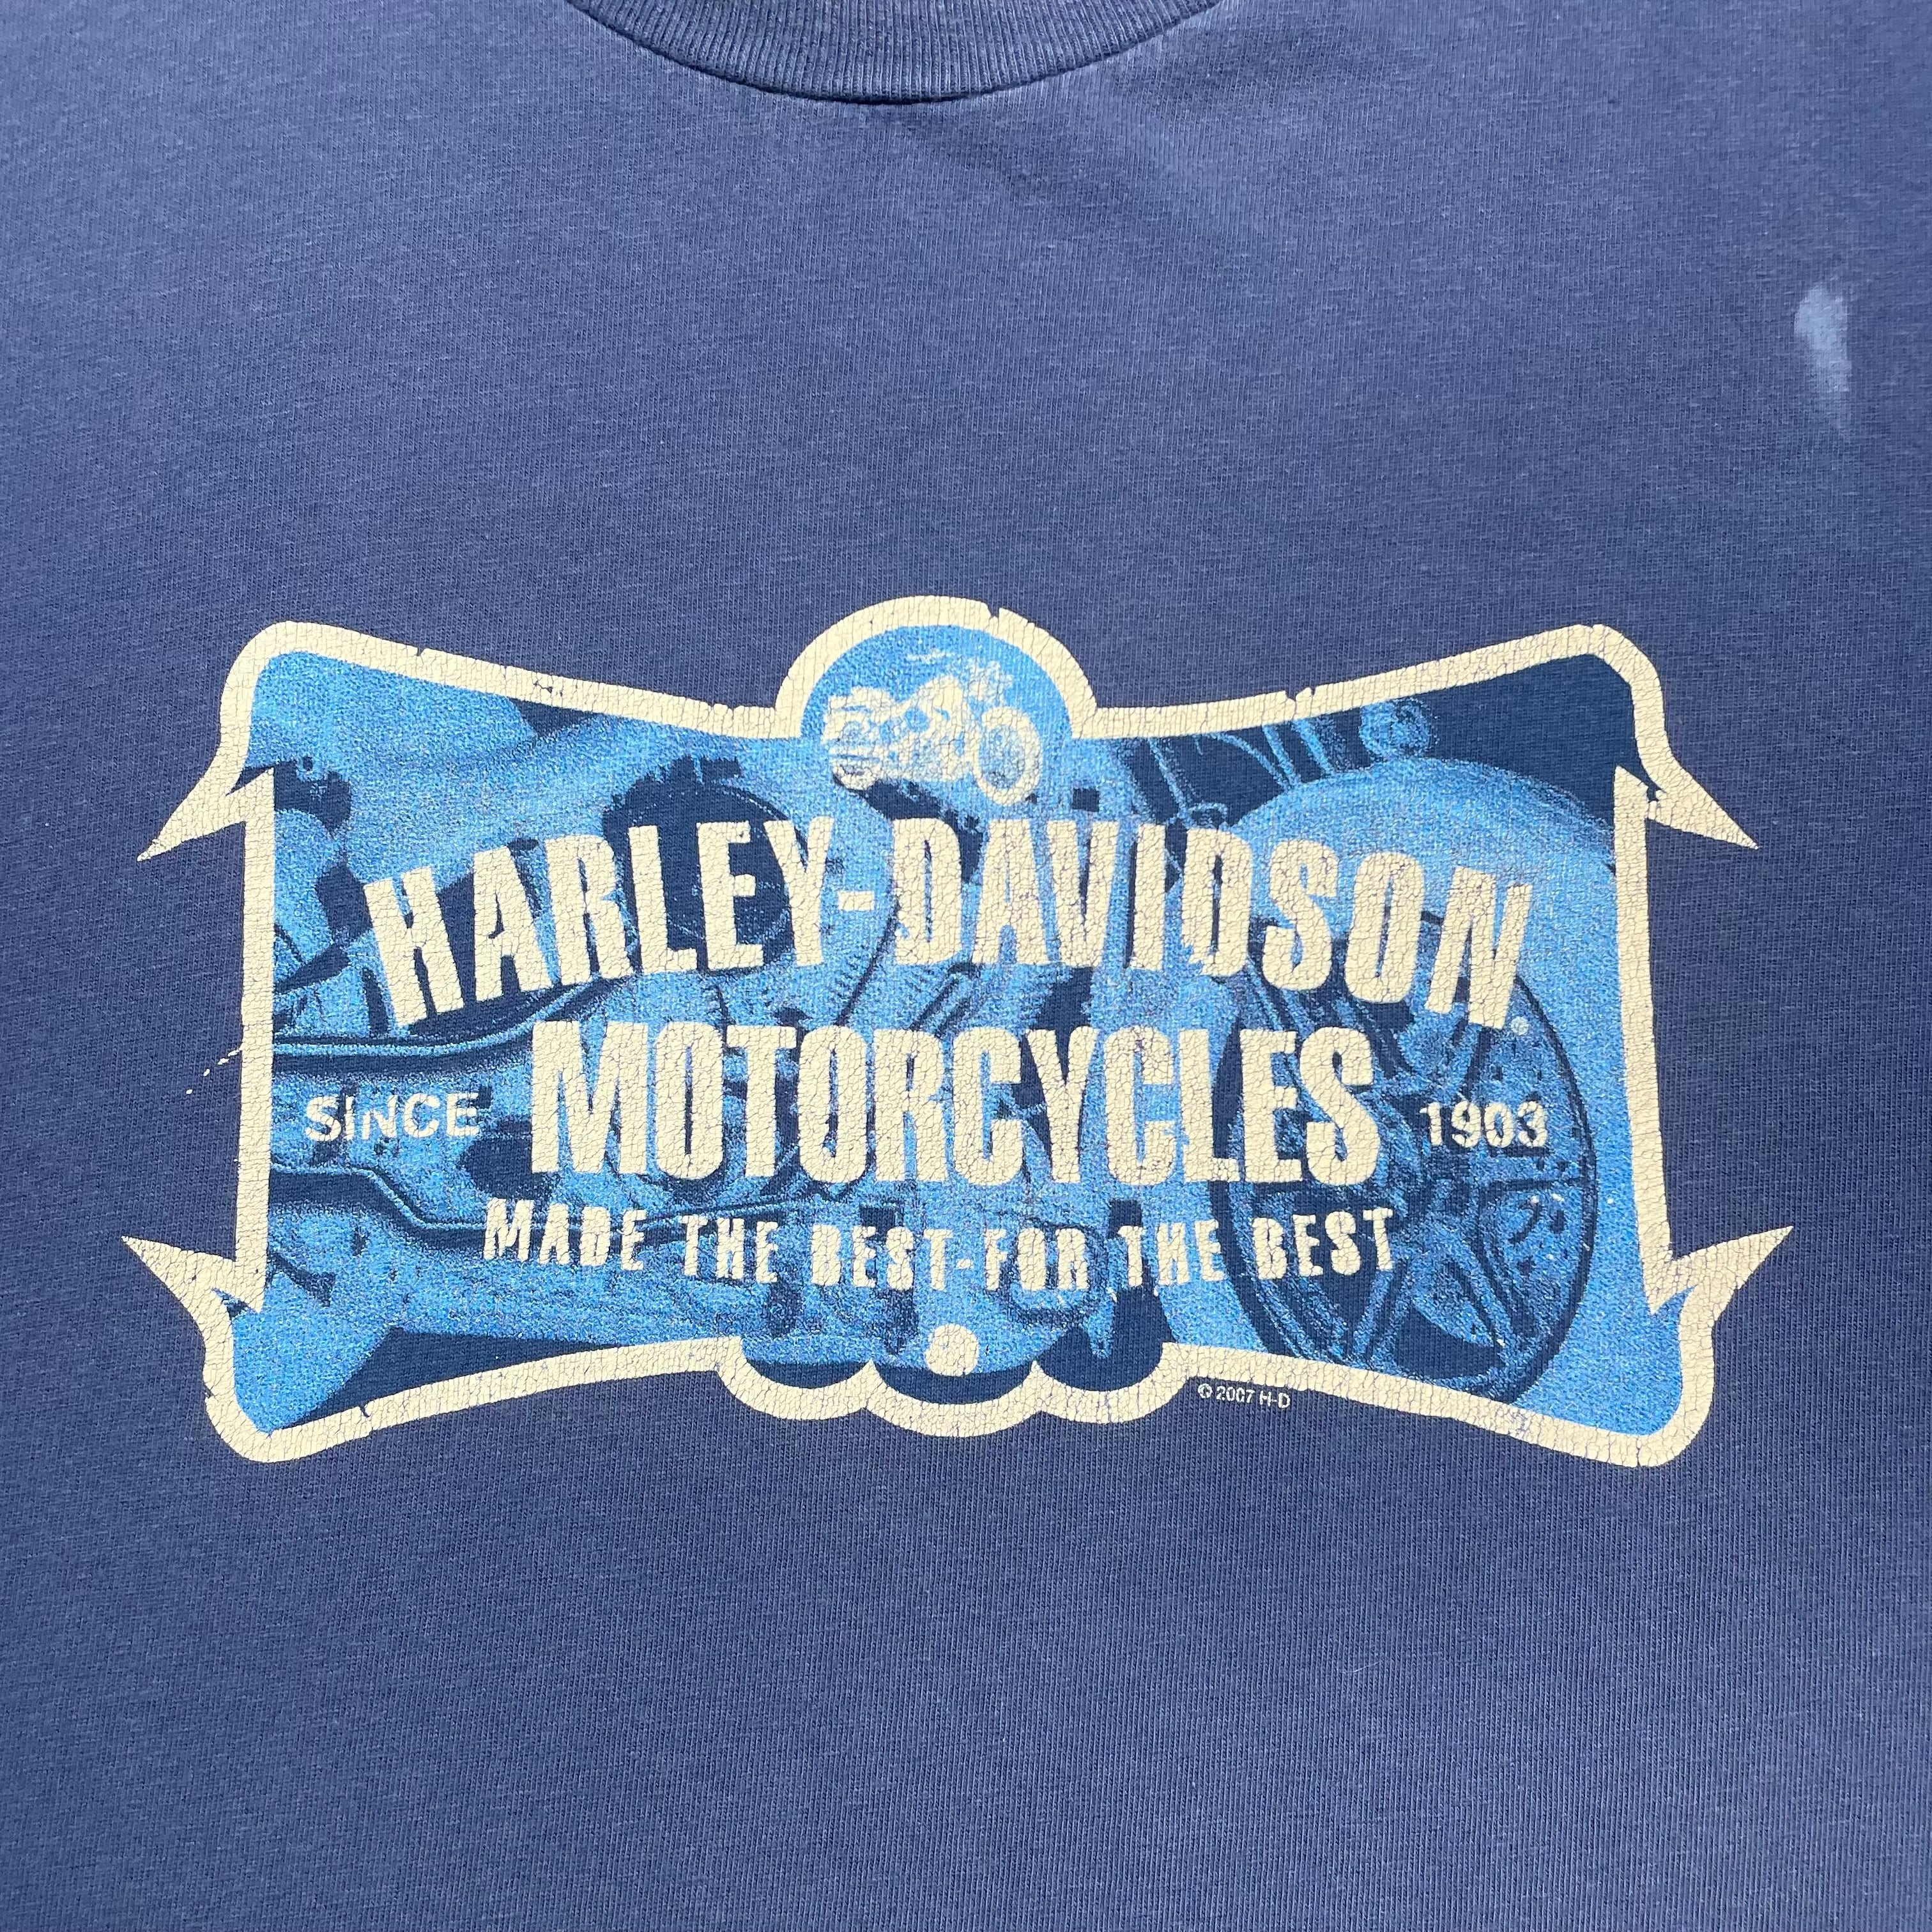 HARLEY-DAVIDSON®
SINCE MOTORCYCLES 1903
MADE THE BEST-FOR THE BEST
© 2007 H-D